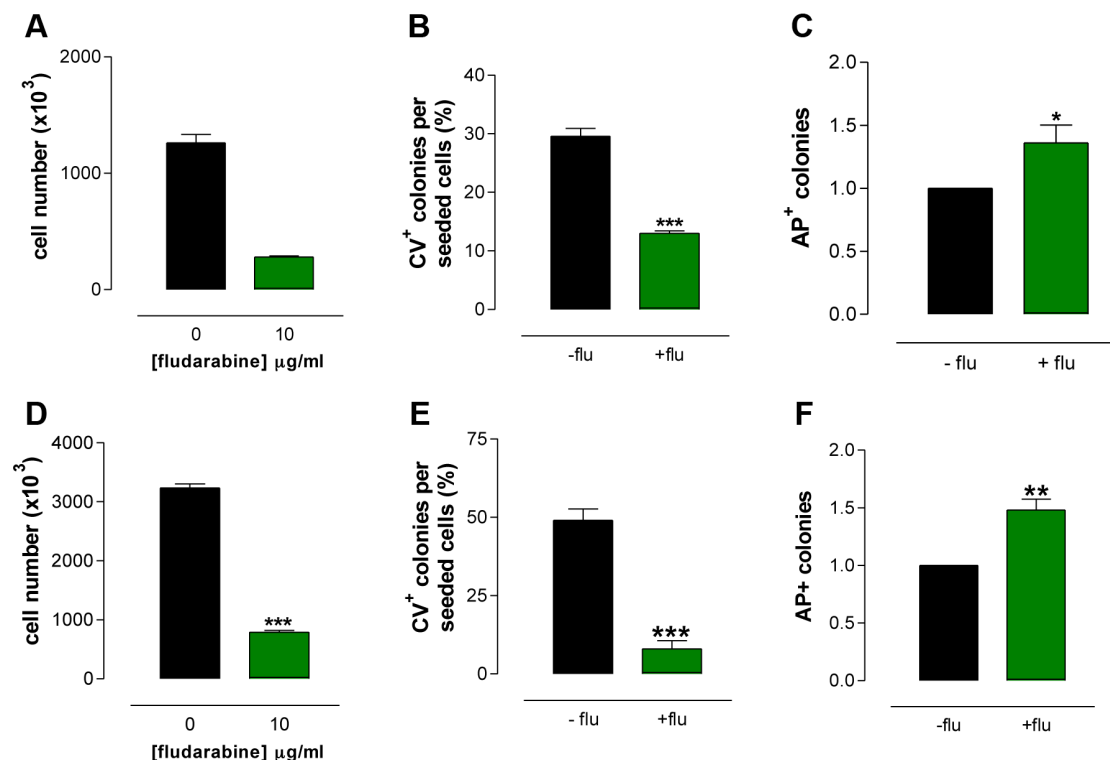 A
cell number (x10³)
2000
1000
0
0 10
[fludarabine] μg/ml
B
CV⁺ colonies per
seeded cells (%)
40
30
20
10
0
***
-flu +flu
C
AP⁺ colonies
2.0
1.5
1.0
0.5
0.0
*
- flu + flu
D
cell number (x10³)
4000
3000
2000
1000
0
***
0 10
[fludarabine] μg/ml
E
CV⁺ colonies per
seeded cells (%)
75
50
25
0
***
- flu +flu
F
AP+ colonies
2.0
1.5
1.0
0.5
0.0
**
-flu +flu